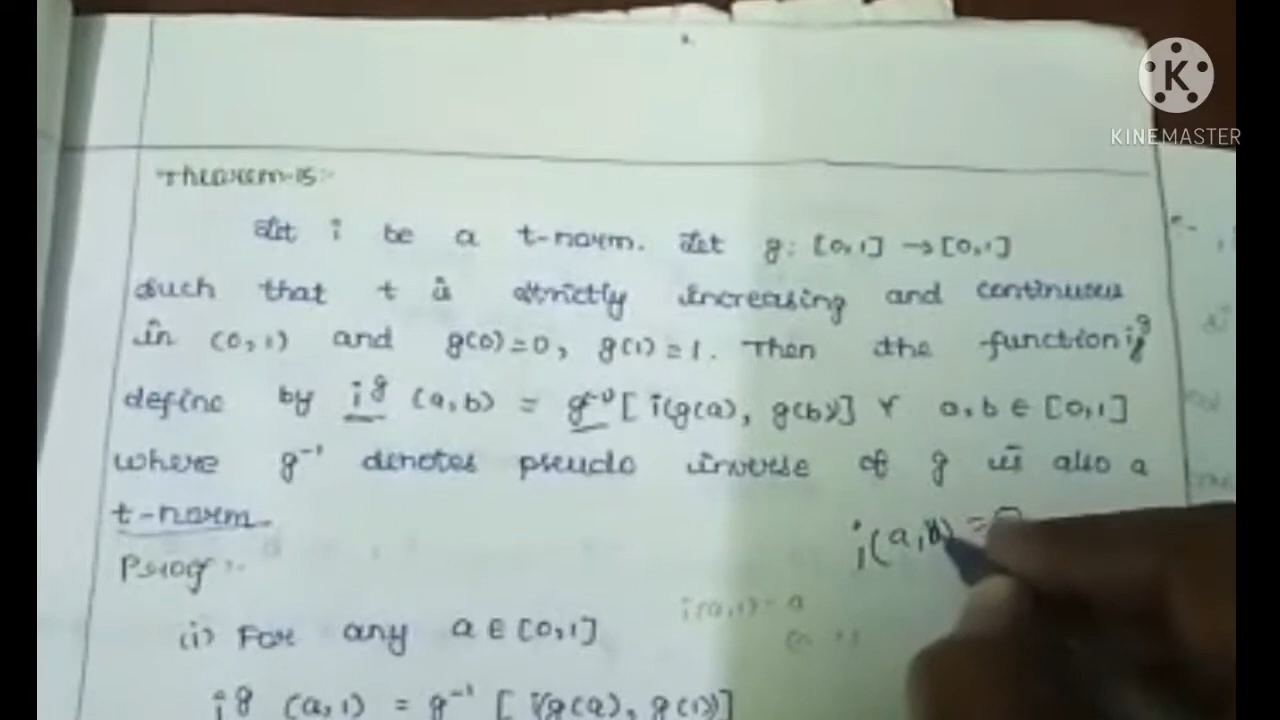 KINEMASTER
Theorem-15:-
Let i be a t-norm. Let g: [0,1] → [0,1]
such that t is strictly increasing and continuous
in (0,1) and g(0)=0, g(1)=1. Then the function i^g
define by i^g (a,b) = g^(-1) [i(g(a), g(b))] ∀ a,b ∈ [0,1]
where g^-1 denotes pseudo inverse of g is also a
t-norm.
i(a, =
Proof :-
i(a,1) = a
(i) For any a ∈ [0,1]
i^g (a,1) = g^-1 [ i(g(a), g(1))]